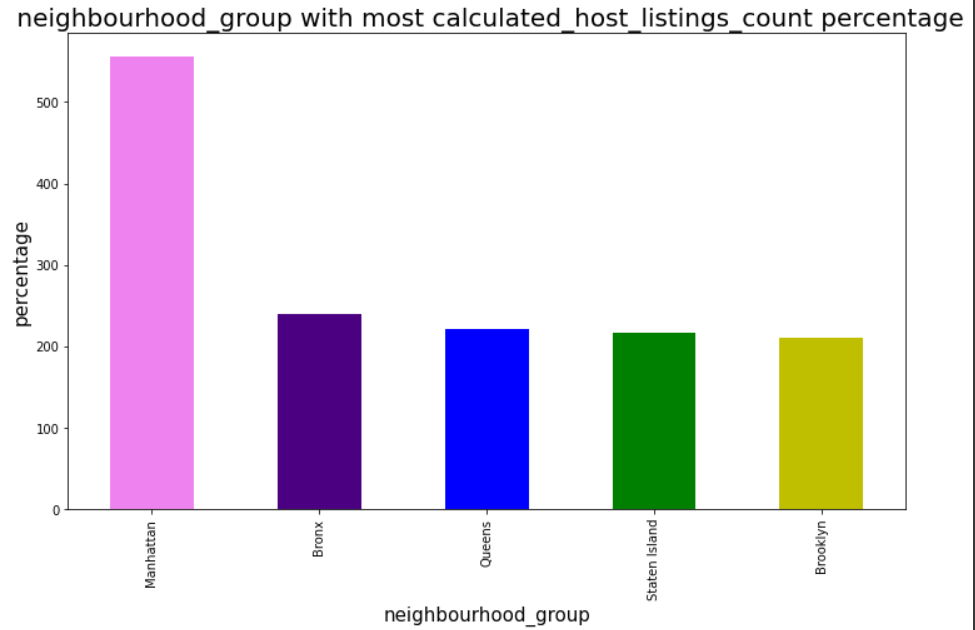 neighbourhood_group with most calculated_host_listings_count percentage
percentage
500
400
300
200
100
0
Manhattan
Bronx
Queens
Staten Island
Brooklyn
neighbourhood_group